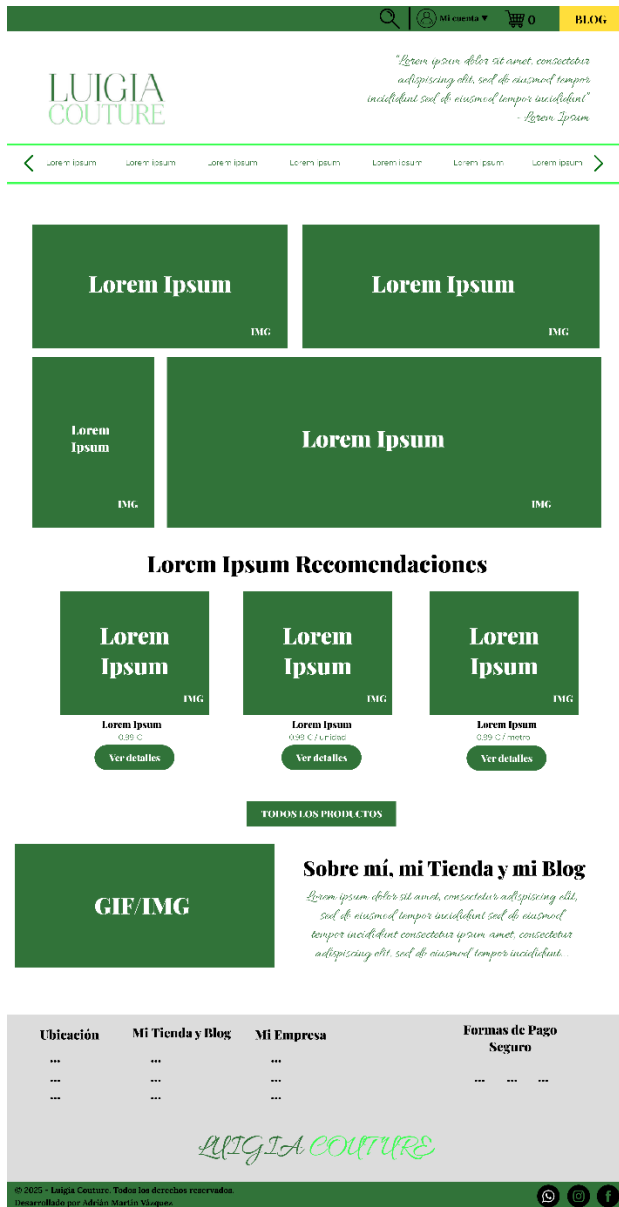 Mi cuenta ▼
0
BLOG
"Lorem ipsum dolor sit amet, consectetur
adispiscing elit, sed do eiusmod tempor
incididunt sed do eiusmod tempor incididunt"
- Lorem Ipsum
LUIGIA
COUTURE
Lorem ipsum Lorem ipsum Lorem ipsum Lorem ipsum Lorem ipsum Lorem ipsum Lorem ipsum
Lorem Ipsum
IMG
Lorem Ipsum
IMG
Lorem
Ipsum
IMG
Lorem Ipsum
IMG
Lorem Ipsum Recomendaciones
Lorem
Ipsum
IMG
Lorem Ipsum
0.99 €
Ver detalles
Lorem
Ipsum
IMG
Lorem Ipsum
0.99 € / unidad
Ver detalles
Lorem
Ipsum
IMG
Lorem Ipsum
0.99 € / metro
Ver detalles
TODOS LOS PRODUCTOS
GIF/IMG
Sobre mí, mi Tienda y mi Blog
Lorem ipsum dolor sit amet, consectetur adispiscing elit,
sed do eiusmod tempor incididunt sed do eiusmod
tempor incididunt consectetur ipsum amet, consectetur
adispiscing elit, sed do eiusmod tempor incididunt...
Ubicación
...
...
...
Mi Tienda y Blog
...
...
...
Mi Empresa
...
...
...
Formas de Pago
Seguro
... ... ...
LUIGIA COUTURE
© 2025 - Luigia Couture. Todos los derechos reservados.
Desarrollado por Adrián Martín Vázquez